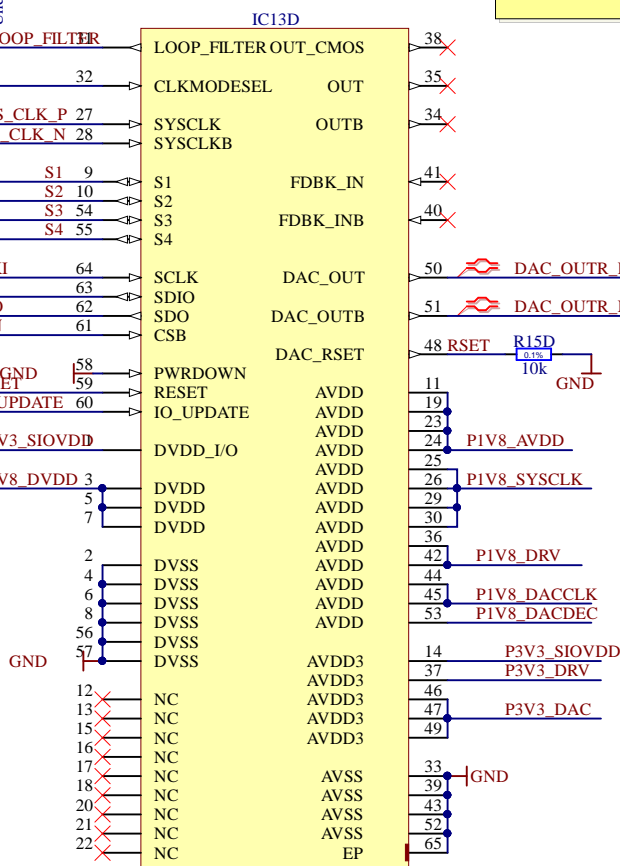 IC13D
OOP_FILTER 31 LOOP_FILTER OUT_CMOS 38
32 CLKMODESEL OUT 35
S_CLK_P 27 SYSCLK OUTB 34
_CLK_N 28 SYSCLKB
S1 9 S1 FDBK_IN 41
S2 10 S2
S3 54 S3 FDBK_INB 40
S4 55 S4
64 SCLK DAC_OUT 50 DAC_OUTR_
63 SDIO
62 SDO DAC_OUTB 51 DAC_OUTR_
61 CSB
DAC_RSET 48 RSET R15D
0.1%
10k
GND
GND 58 PWRDOWN
ET 59 RESET AVDD 11
UPDATE 60 IO_UPDATE AVDD 19
AVDD 23
V3_SIOVDD 1 DVDD_I/O AVDD 24 P1V8_AVDD
AVDD 25
V8_DVDD 3 DVDD AVDD 26 P1V8_SYSCLK
5 DVDD AVDD 29
7 DVDD AVDD 30
AVDD 36
2 DVSS AVDD 42 P1V8_DRV
4 DVSS AVDD 44
6 DVSS AVDD 45 P1V8_DACCLK
8 DVSS AVDD 53 P1V8_DACDEC
56 DVSS
GND 57 DVSS AVDD3 14 P3V3_SIOVDD
AVDD3 37 P3V3_DRV
12 NC AVDD3 46
13 NC AVDD3 47 P3V3_DAC
15 NC AVDD3 49
16 NC
17 NC AVSS 33 GND
18 NC AVSS 39
20 NC AVSS 43
21 NC AVSS 52
22 NC EP 65